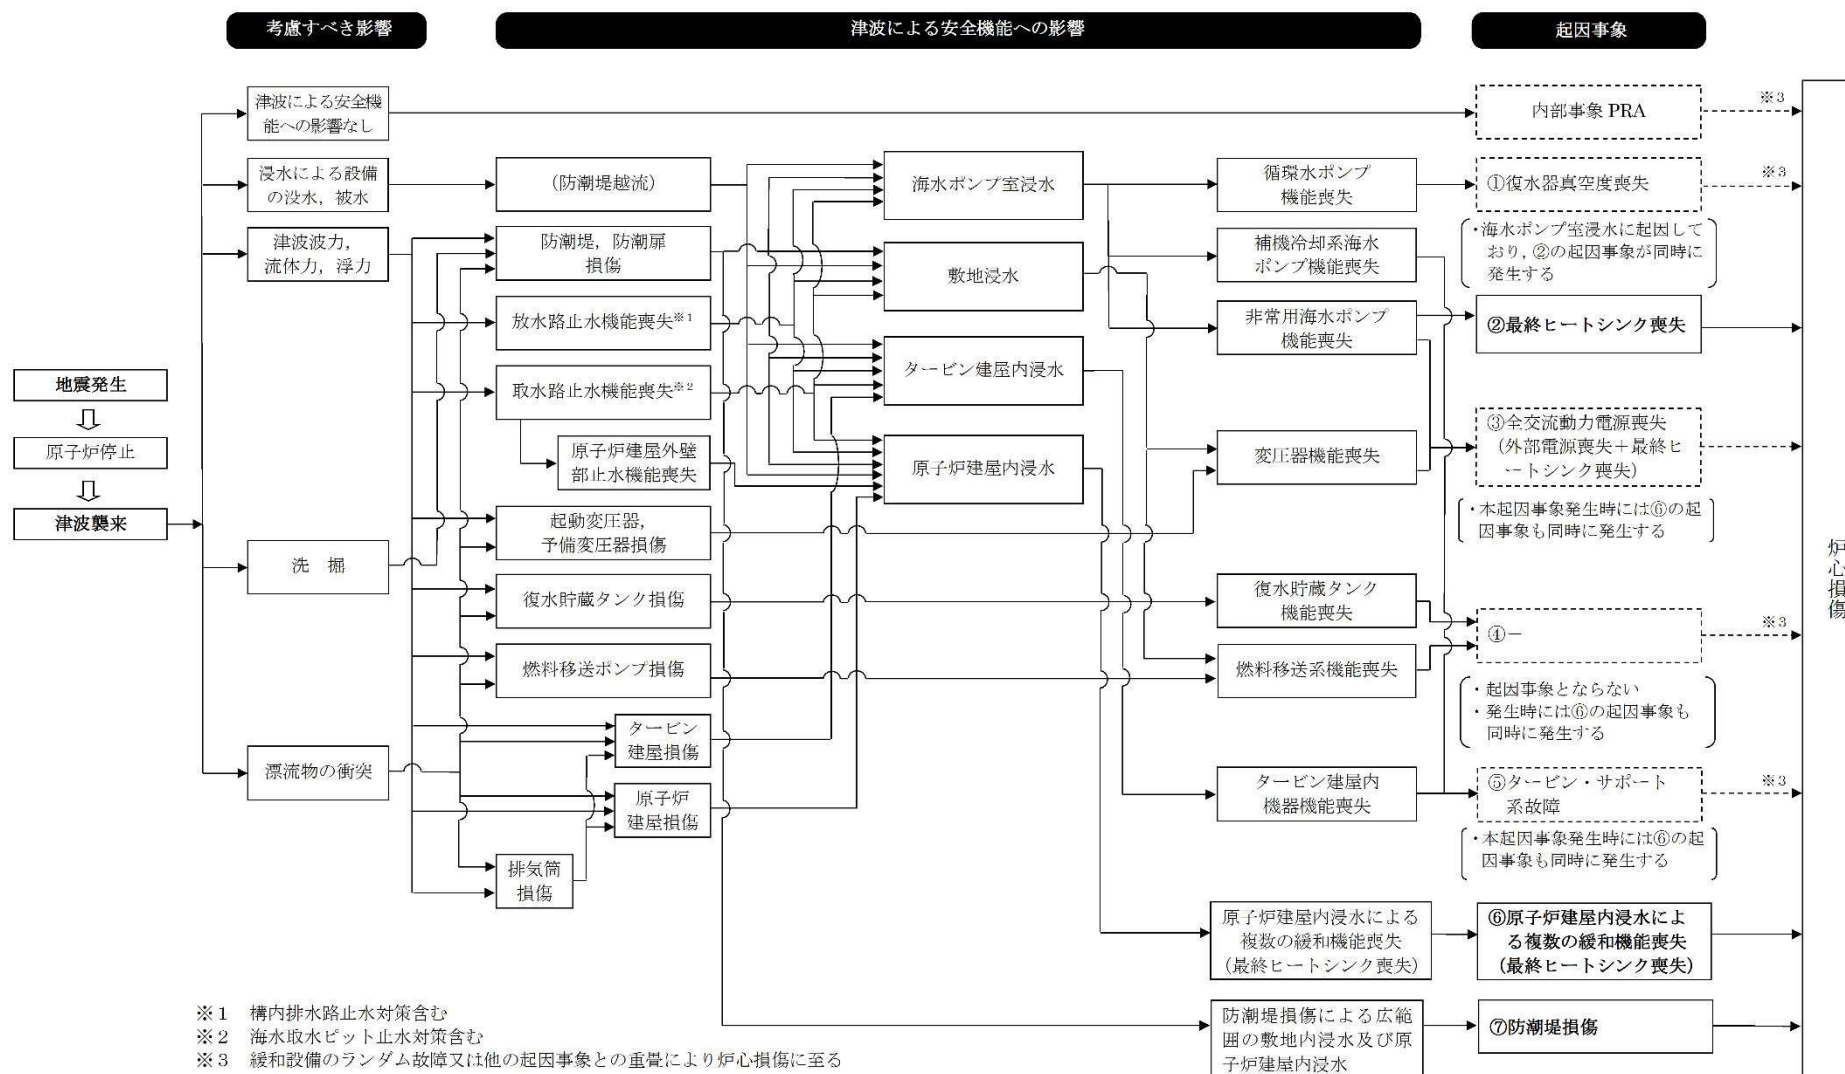 考慮すべき影響
津波による安全機能への影響
起因事象
津波による安全機
能への影響なし
内部事象 PRA
※3
浸水による設備
の没水，被水
（防潮堤越流）
海水ポンプ室浸水
循環水ポンプ
機能喪失
①復水器真空度喪失
※3
・海水ポンプ室浸水に起因して
おり，②の起因事象が同時に
発生する
津波波力，
流体力，浮力
防潮堤，防潮扉
損傷
敷地浸水
補機冷却系海水
ポンプ機能喪失
放水路止水機能喪失※1
非常用海水ポンプ
機能喪失
②最終ヒートシンク喪失
地震発生
原子炉停止
津波襲来
取水路止水機能喪失※2
タービン建屋内浸水
原子炉建屋外壁
部止水機能喪失
原子炉建屋内浸水
変圧器機能喪失
③全交流動力電源喪失
（外部電源喪失＋最終ヒ
ートシンク喪失）
・本起因事象発生時には⑥の起
因事象も同時に発生する
起動変圧器，
予備変圧器損傷
洗　掘
復水貯蔵タンク損傷
復水貯蔵タンク
機能喪失
④－
※3
燃料移送ポンプ損傷
燃料移送系機能喪失
・起因事象とならない
・発生時には⑥の起因事象も
同時に発生する
タービン
建屋損傷
漂流物の衝突
原子炉
建屋損傷
タービン建屋内
機器機能喪失
⑤タービン・サポート
系故障
※3
・本起因事象発生時には⑥の起
因事象も同時に発生する
排気筒
損傷
原子炉建屋内浸水による
複数の緩和機能喪失
（最終ヒートシンク喪失）
⑥原子炉建屋内浸水によ
る複数の緩和機能喪失
（最終ヒートシンク喪失）
防潮堤損傷による広範
囲の敷地内浸水及び原
子炉建屋内浸水
⑦防潮堤損傷
炉心損傷
※1　構内排水路止水対策含む
※2　海水取水ピット止水対策含む
※3　緩和設備のランダム故障又は他の起因事象との重畳により炉心損傷に至る